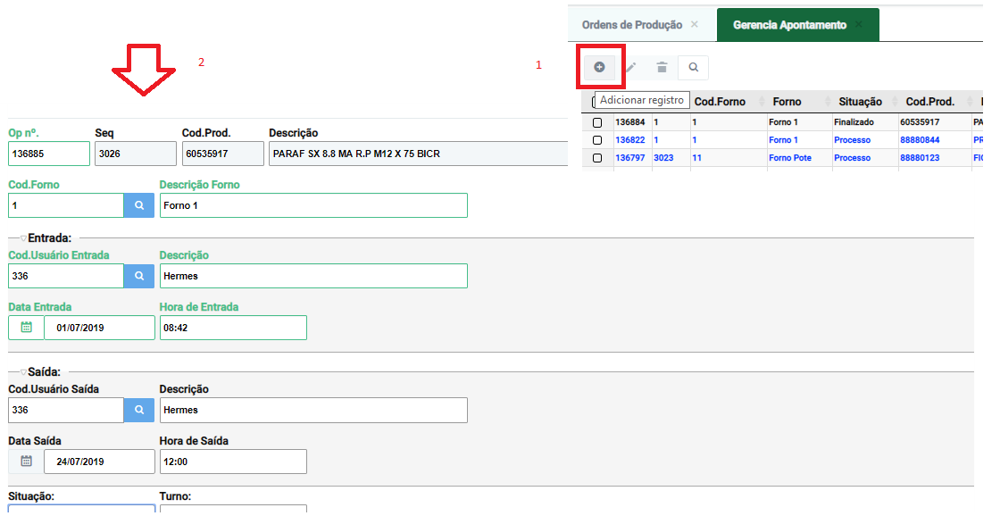 Ordens de Produção × Gerencia Apontamento ×
2 1
Adicionar registro Cod.Forno Forno Situação Cod.Prod.
136884 1 1 Forno 1 Finalizado 60535917 PA
136822 1 1 Forno 1 Processo 88880844 PR
136797 3023 11 Forno Pote Processo 88880123 FIC
Op nº. Seq Cod.Prod. Descrição
136885 3026 60535917 PARAF SX 8.8 MA R.P M12 X 75 BICR
Cod.Forno Descrição Forno
1 Forno 1
Entrada:
Cod.Usuário Entrada Descrição
336 Hermes
Data Entrada Hora de Entrada
01/07/2019 08:42
Saída:
Cod.Usuário Saída Descrição
336 Hermes
Data Saída Hora de Saída
24/07/2019 12:00
Situação: Turno: